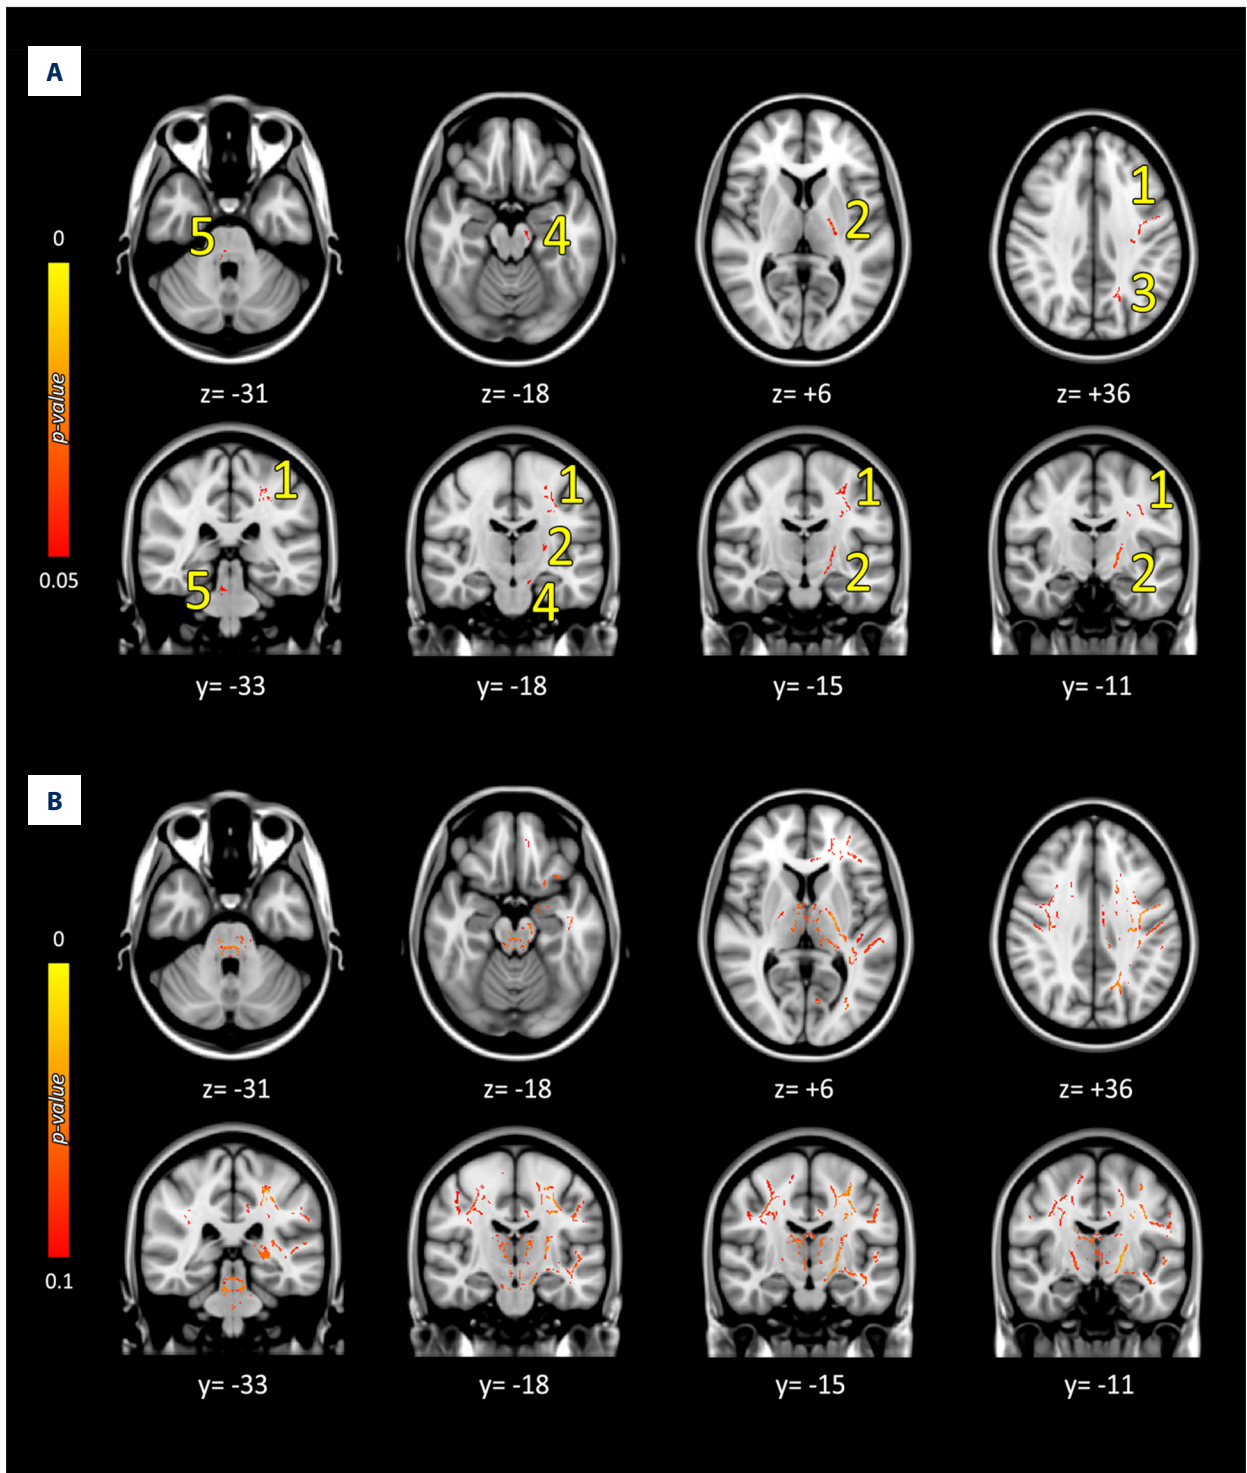 A
5
4
2
1
3
0
p-value
0.05
z= -31
z= -18
z= +6
z= +36
1
5
1
2
4
1
2
1
2
y= -33
y= -18
y= -15
y= -11
B
0
p-value
0.1
z= -31
z= -18
z= +6
z= +36
y= -33
y= -18
y= -15
y= -11